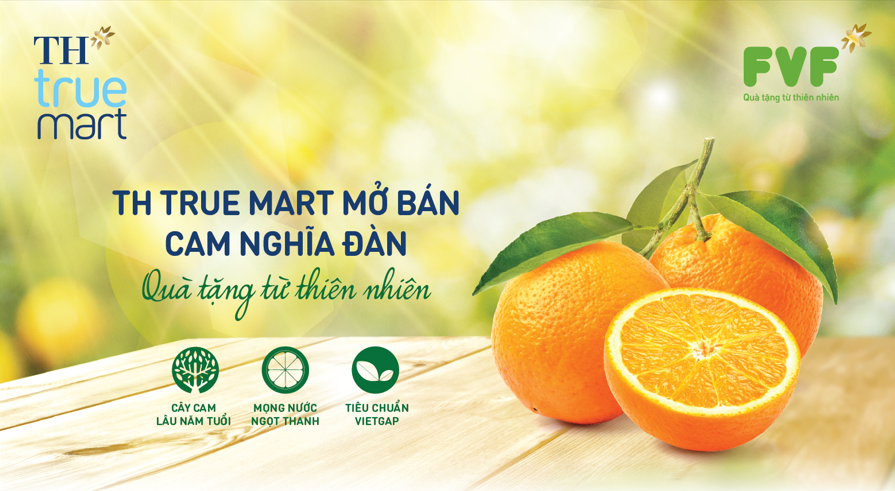 TH
true
mart
FVF
Quà tặng từ thiên nhiên
TH TRUE MART MỞ BÁN
CAM NGHĨA ĐÀN
Quà tặng từ thiên nhiên
CÂY CAM
LÂU NĂM TUỔI
MỌNG NƯỚC
NGỌT THANH
TIÊU CHUẨN
VIETGAP